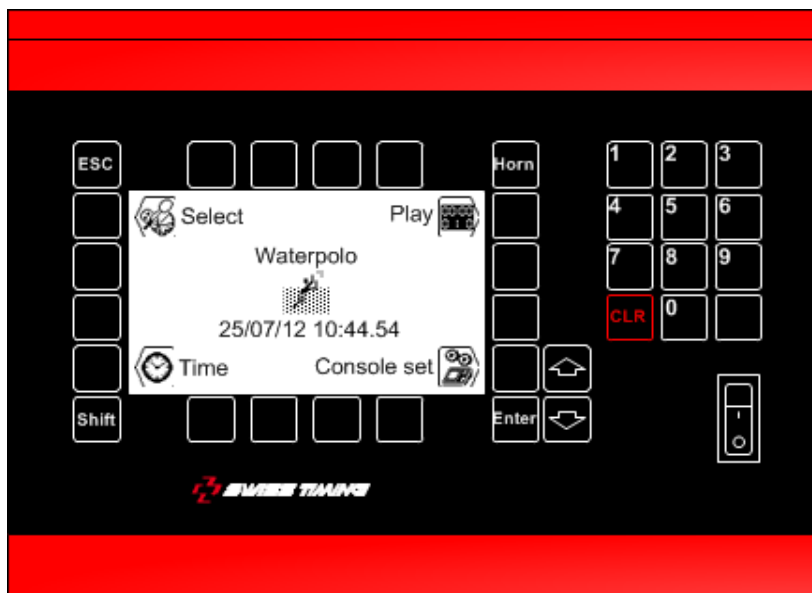 ESC
Horn
1 2 3
Select Play
4 5 6
Waterpolo
7 8 9
25/07/12 10:44.54
CLR 0
Time Console set
Shift
Enter
SWISS TIMING